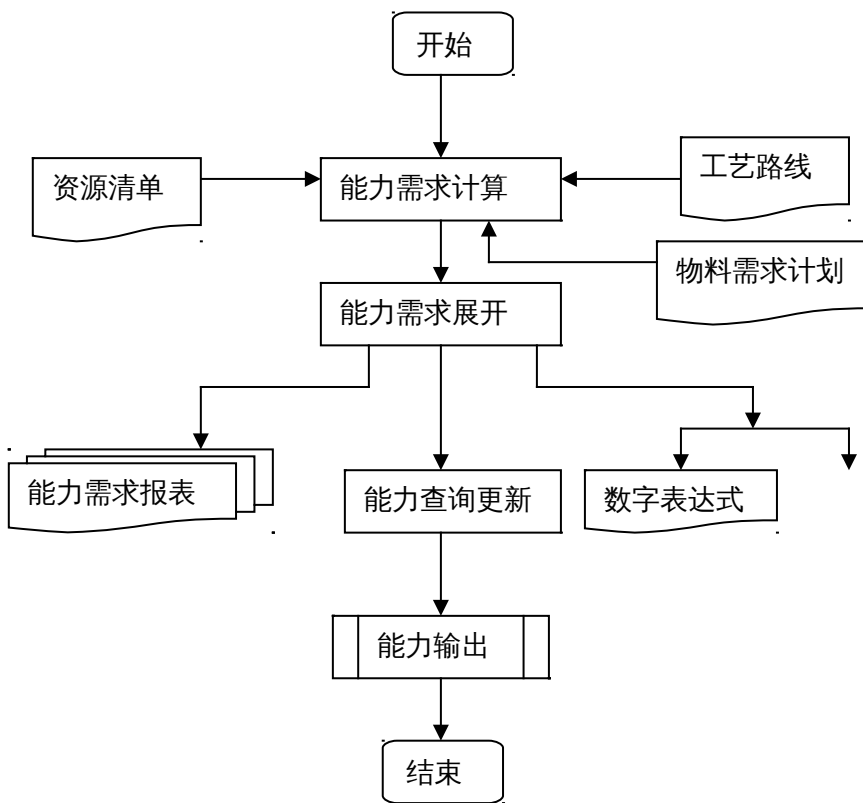 开始
资源清单
能力需求计算
工艺路线
物料需求计划
能力需求展开
能力需求报表
能力查询更新
数字表达式
能力输出
结束